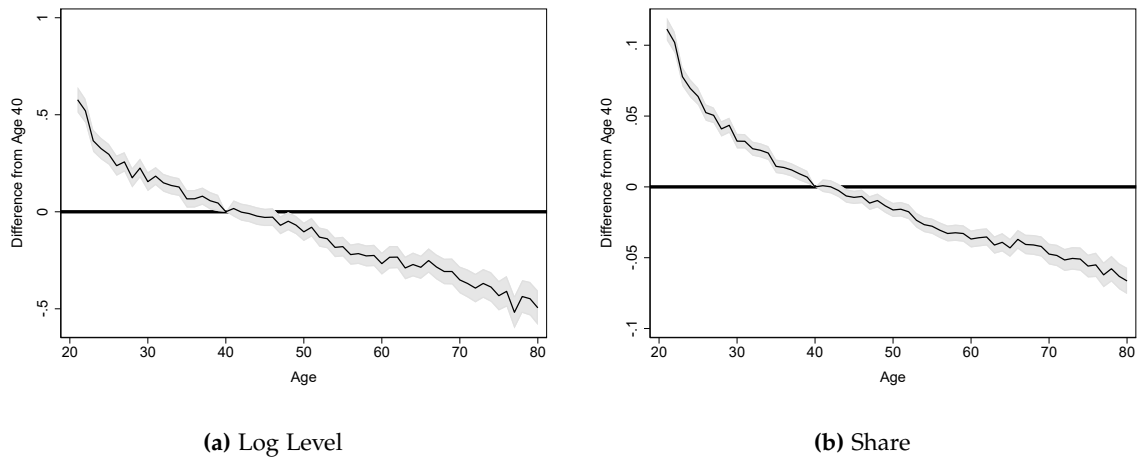 1
.5
0
-.5
Difference from Age 40
20 30 40 50 60 70 80
Age
(a) Log Level
.1
.05
0
-.05
-.1
Difference from Age 40
20 30 40 50 60 70 80
Age
(b) Share